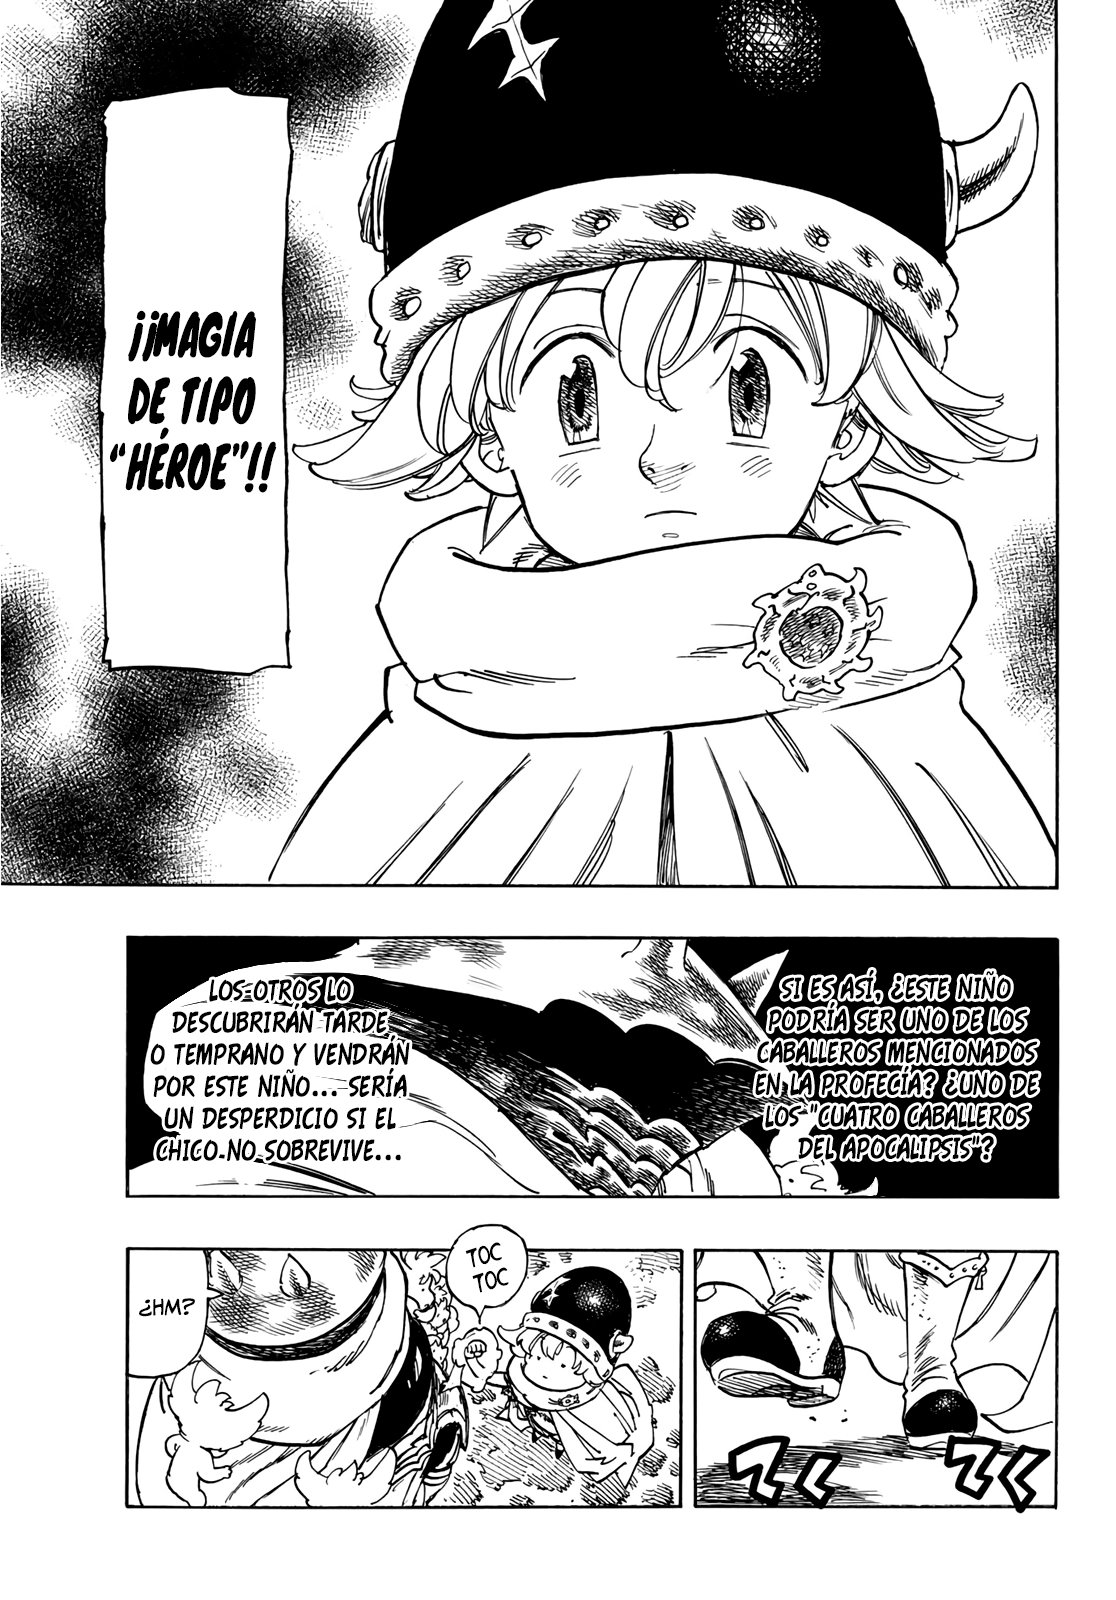 ¡¡MAGIA
DE TIPO
“HÉROE”!!
SI ES ASÍ, ¿ESTE NIÑO
PODRÍA SER UNO DE LOS
CABALLEROS MENCIONADOS
EN LA PROFECÍA? ¿UNO DE
LOS "CUATRO CABALLEROS
DEL APOCALIPSIS"?
LOS OTROS LO
DESCUBRIRÁN TARDE
O TEMPRANO Y VENDRÁN
POR ESTE NIÑO... SERÍA
UN DESPERDICIO SI EL
CHICO NO SOBREVIVE...
ズズ
TOC
TOC
¿HM?